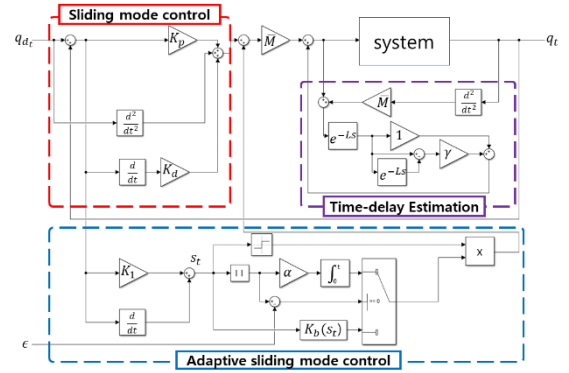 Sliding mode control
q_{d_t}
K_p
M̄
system
q_t
d²/dt²
M̄
d²/dt²
e^{-Ls}
1
e^{-Ls}
γ
d/dt
K_d
Time-delay Estimation
K_1
s_t
| |
α
∫_0^t
X
d/dt
K_b(s_t)
ϵ
Adaptive sliding mode control